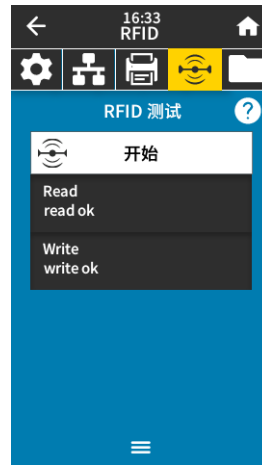 16:33
RFID
RFID 测试
?
开始
Read
read ok
Write
write ok